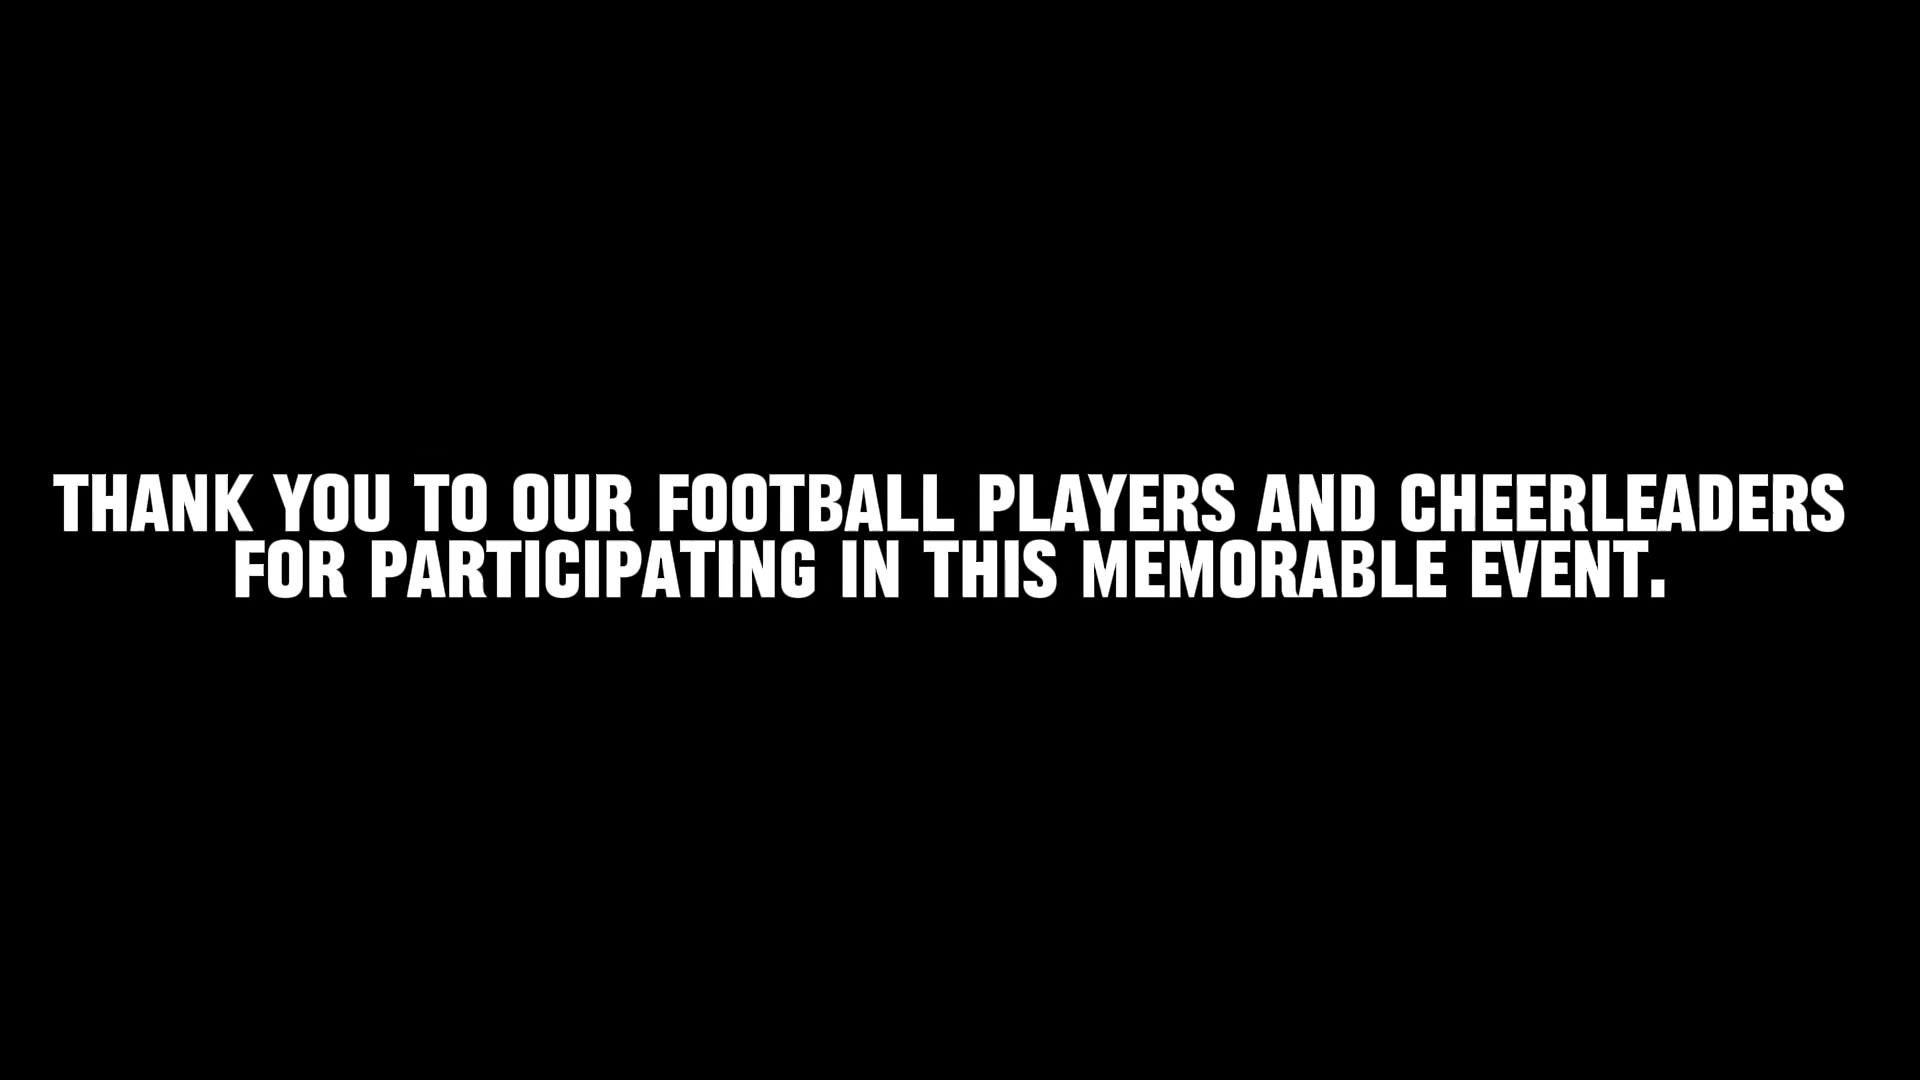 THANK YOU TO OUR FOOTBALL PLAYERS AND CHEERLEADERS
FOR PARTICIPATING IN THIS MEMORABLE EVENT.